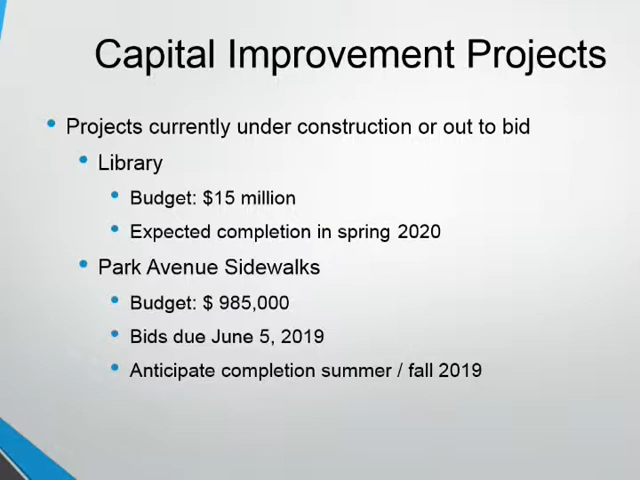 Capital Improvement Projects
• Projects currently under construction or out to bid
• Library
• Budget: $15 million
• Expected completion in spring 2020
• Park Avenue Sidewalks
• Budget: $ 985,000
• Bids due June 5, 2019
• Anticipate completion summer / fall 2019